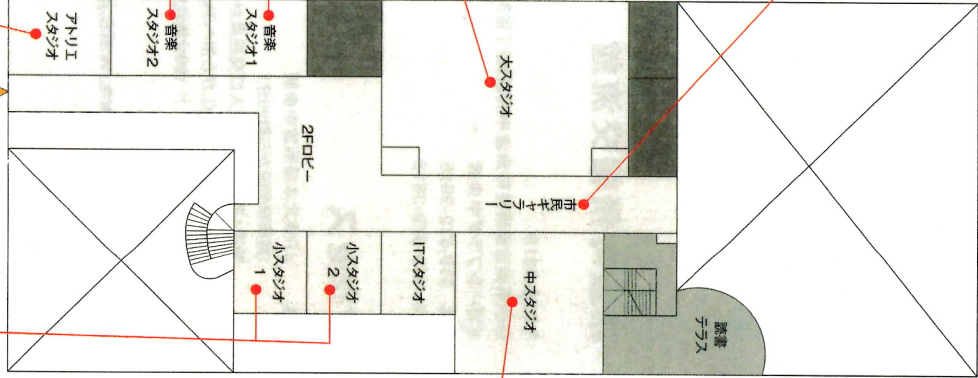 アトリエ
スタジオ
音楽
スタジオ2
音楽
スタジオ1
大スタジオ
2Fロビー
市民
ギャラリー
小スタジオ
1
小スタジオ
2
ITスタジオ
中スタジオ
読書
テラス